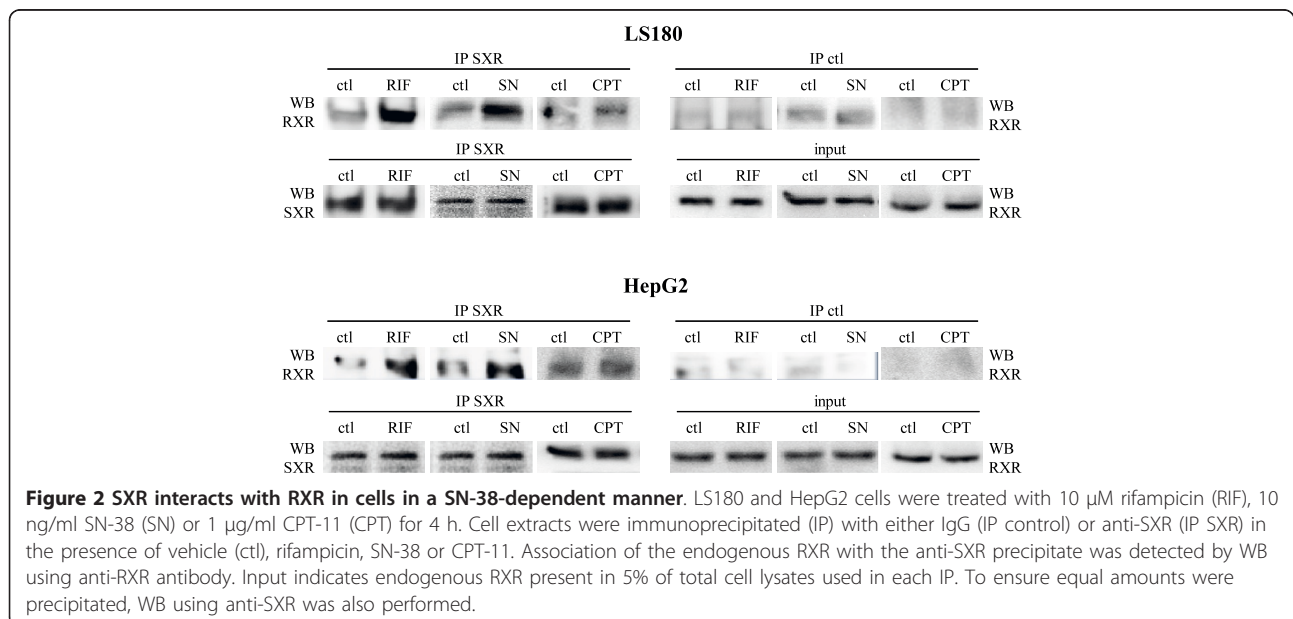 LS180
IP SXR
IP ctl
ctl RIF ctl SN ctl CPT ctl RIF ctl SN ctl CPT
WB RXR
WB RXR
IP SXR
input
ctl RIF ctl SN ctl CPT ctl RIF ctl SN ctl CPT
WB SXR
WB RXR
HepG2
IP SXR
IP ctl
ctl RIF ctl SN ctl CPT ctl RIF ctl SN ctl CPT
WB RXR
WB RXR
IP SXR
input
ctl RIF ctl SN ctl CPT ctl RIF ctl SN ctl CPT
WB SXR
WB RXR
Figure 2 SXR interacts with RXR in cells in a SN-38-dependent manner. LS180 and HepG2 cells were treated with 10 μM rifampicin (RIF), 10
ng/ml SN-38 (SN) or 1 μg/ml CPT-11 (CPT) for 4 h. Cell extracts were immunoprecipitated (IP) with either IgG (IP control) or anti-SXR (IP SXR) in
the presence of vehicle (ctl), rifampicin, SN-38 or CPT-11. Association of the endogenous RXR with the anti-SXR precipitate was detected by WB
using anti-RXR antibody. Input indicates endogenous RXR present in 5% of total cell lysates used in each IP. To ensure equal amounts were
precipitated, WB using anti-SXR was also performed.